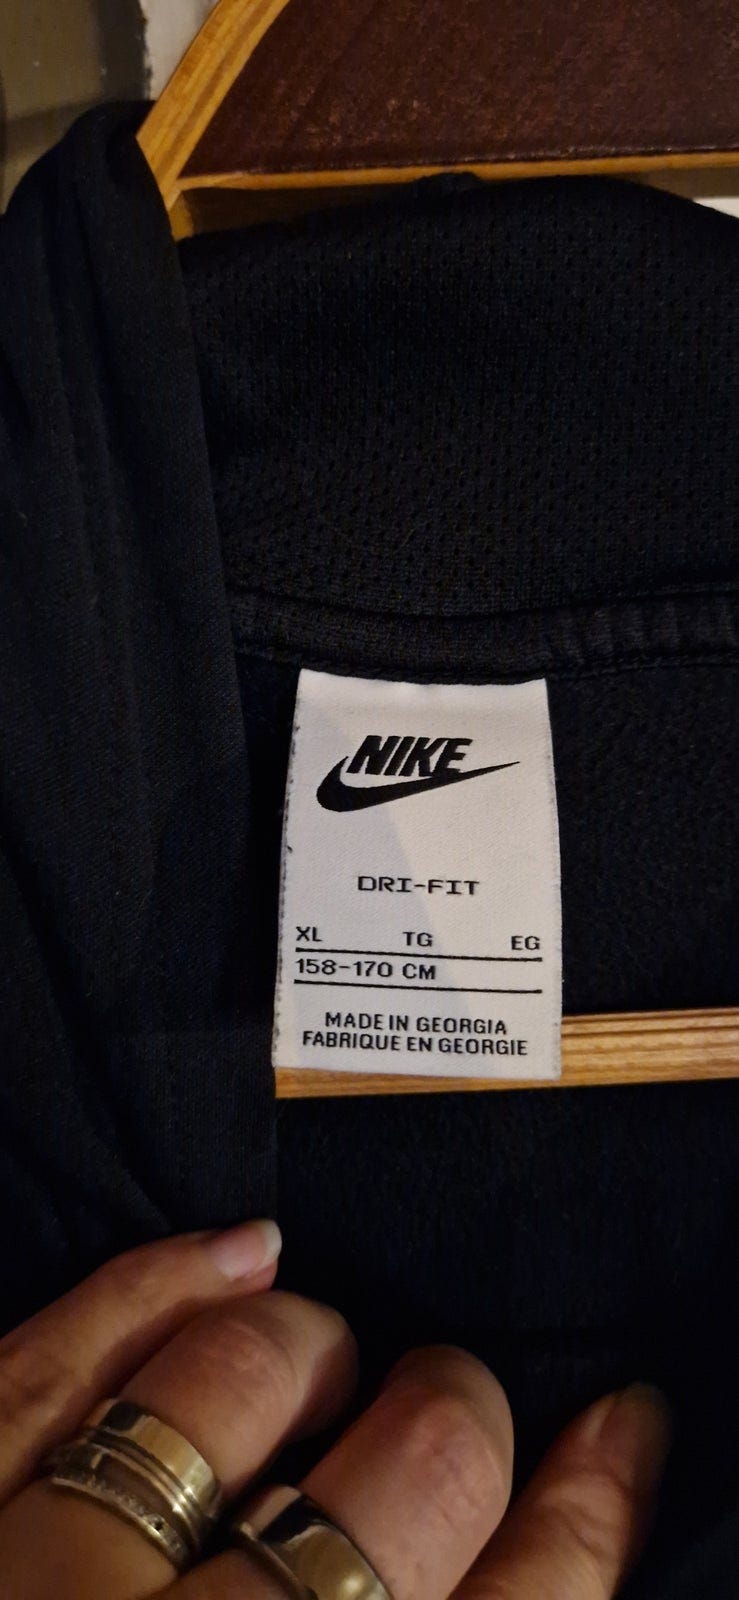 NIKE
DRI-FIT
XL TG EG
158-170 CM
MADE IN GEORGIA
FABRIQUE EN GEORGIE